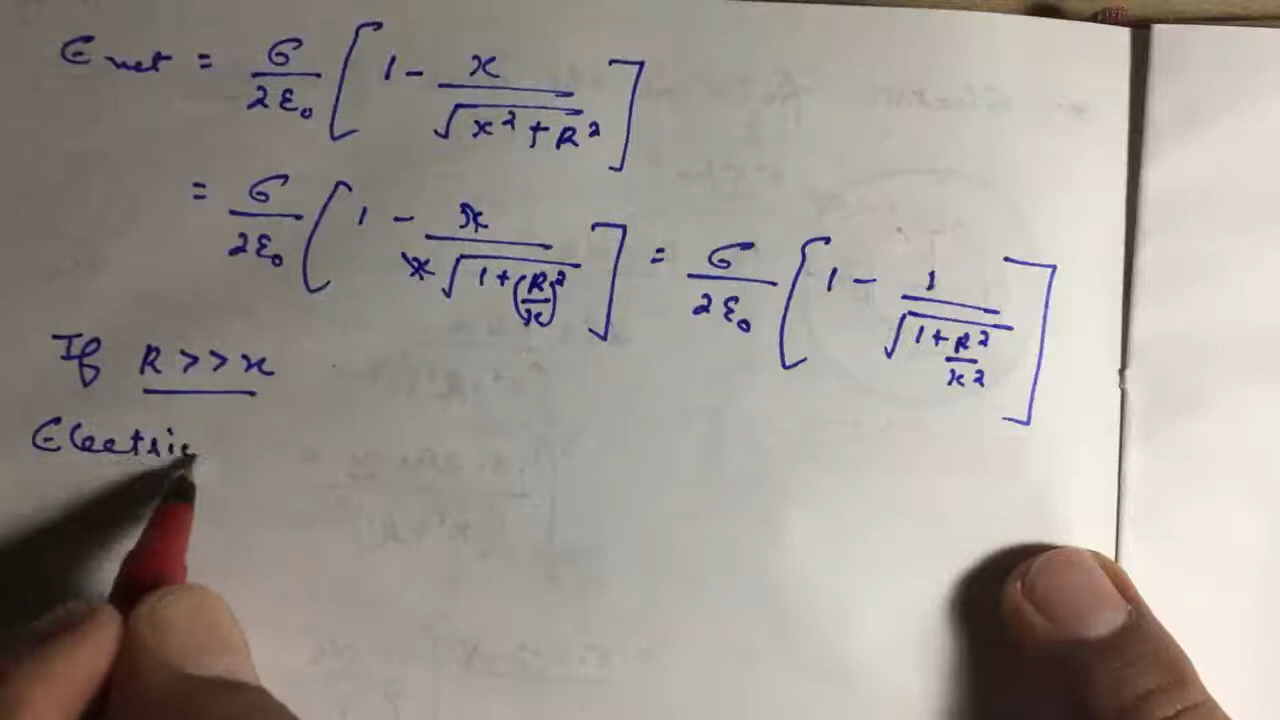 E net = σ/2ε₀ [ 1 - x/√(x² + R²) ]
= σ/2ε₀ [ 1 - x/(x√(1 + (R/x)²)) ] = σ/2ε₀ [ 1 - 1/√(1 + R²/x²) ]
If R >> x
Electric